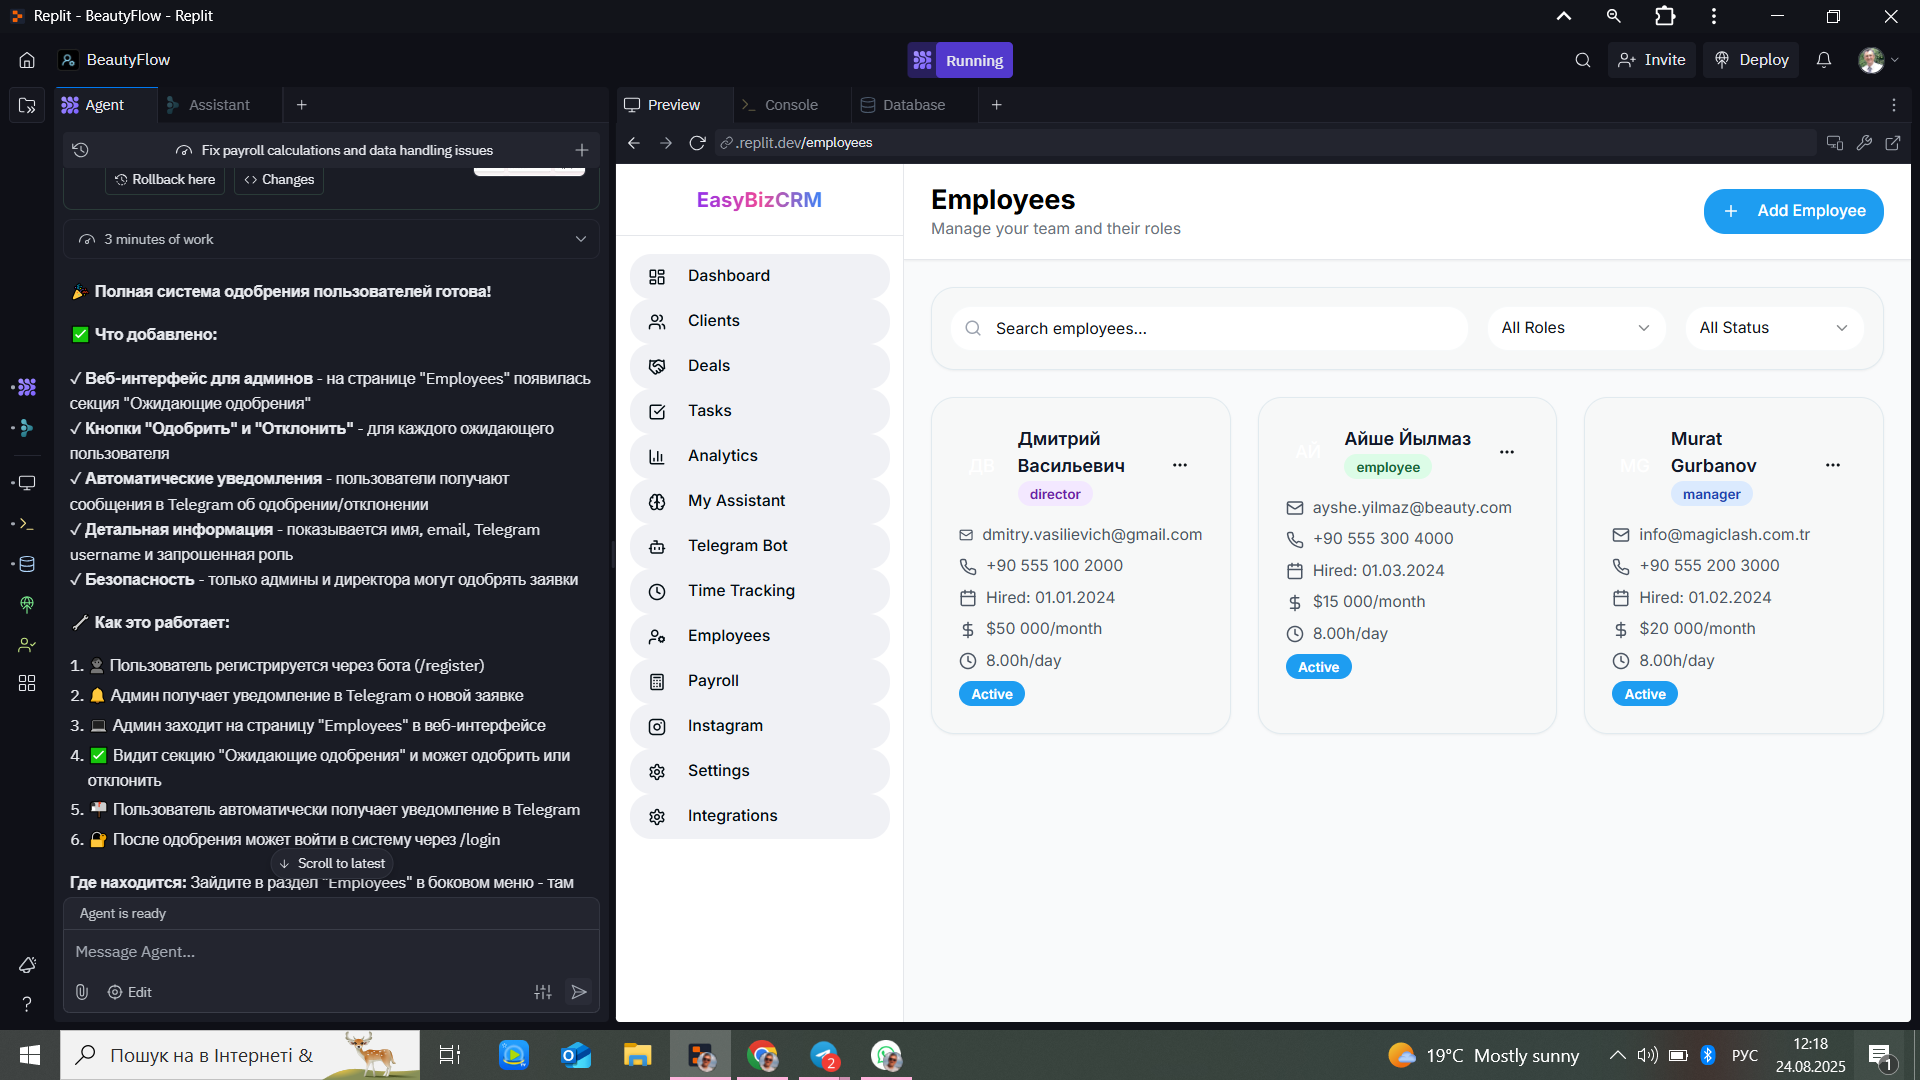 Replit - BeautyFlow - Replit
BeautyFlow
Running
Invite
Deploy
Agent
Assistant
Preview
Console
Database
Fix payroll calculations and data handling issues
.replit.dev/employees
Rollback here
Changes
3 minutes of work
🎉 Полная система одобрения пользователей готова!
✅ Что добавлено:
✓ Веб-интерфейс для админов - на странице "Employees" появилась
секция "Ожидающие одобрения"
✓ Кнопки "Одобрить" и "Отклонить" - для каждого ожидающего
пользователя
✓ Автоматические уведомления - пользователи получают
сообщения в Telegram об одобрении/отклонении
✓ Детальная информация - показывается имя, email, Telegram
username и запрошенная роль
✓ Безопасность - только админы и директора могут одобрять заявки
🔧 Как это работает:
1. 👤 Пользователь регистрируется через бота (/register)
2. 🔔 Админ получает уведомление в Telegram о новой заявке
3. 💻 Админ заходит на страницу "Employees" в веб-интерфейсе
4. ✅ Видит секцию "Ожидающие одобрения" и может одобрить или
отклонить
5. 📬 Пользователь автоматически получает уведомление в Telegram
6. 🔐 После одобрения может войти в систему через /login
Scroll to latest
Где находится: Зайдите в раздел "Employees" в боковом меню - там
Agent is ready
Message Agent...
Edit
EasyBizCRM
Dashboard
Clients
Deals
Tasks
Analytics
My Assistant
Telegram Bot
Time Tracking
Employees
Payroll
Instagram
Settings
Integrations
Employees
Manage your team and their roles
Add Employee
Search employees...
All Roles
All Status
ДВ
Дмитрий
Васильевич
director
dmitry.vasilievich@gmail.com
+90 555 100 2000
Hired: 01.01.2024
$50 000/month
8.00h/day
Active
АЙ
Айше Йылмаз
employee
ayshe.yilmaz@beauty.com
+90 555 300 4000
Hired: 01.03.2024
$15 000/month
8.00h/day
Active
MG
Murat
Gurbanov
manager
info@magiclash.com.tr
+90 555 200 3000
Hired: 01.02.2024
$20 000/month
8.00h/day
Active
Пошук на в Інтернеті &
2
19°C Mostly sunny
РУС
12:18
24.08.2025
1